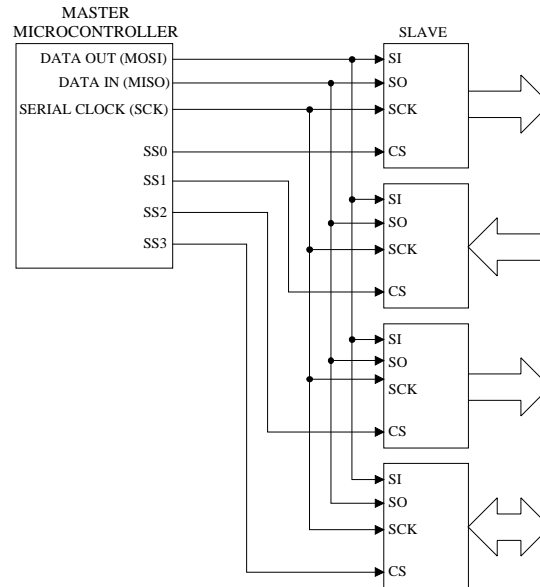 MASTER
MICROCONTROLLER
DATA OUT (MOSI)
DATA IN (MISO)
SERIAL CLOCK (SCK)
SS0
SS1
SS2
SS3
SLAVE
SI
SO
SCK
CS
SI
SO
SCK
CS
SI
SO
SCK
CS
SI
SO
SCK
CS